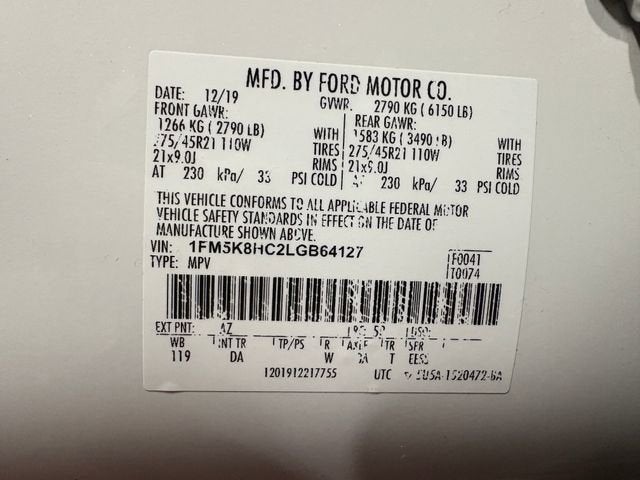 MFD. BY FORD MOTOR CO.
DATE: 12/19 GVWR: 2790 KG (6150 LB)
FRONT GAWR: REAR GAWR:
1266 KG (2790 LB) WITH 1583 KG (3490 LB) WITH
275/45R21 110W TIRES 275/45R21 110W TIRES
21x9.0J RIMS 21x9.0J RIMS
AT 230 kPa/ 33 PSI COLD AT 230 kPa/ 33 PSI COLD
THIS VEHICLE CONFORMS TO ALL APPLICABLE FEDERAL MOTOR
VEHICLE SAFETY STANDARDS IN EFFECT ON THE DATE OF
MANUFACTURE SHOWN ABOVE.
VIN: 1FM5K8HC2LGB64127 F0041
TYPE: MPV T0074
EXT PNT: AZ
WB INT TR TP/PS R AXLE TR SPR
119 DA W T
1201912217755 UTC